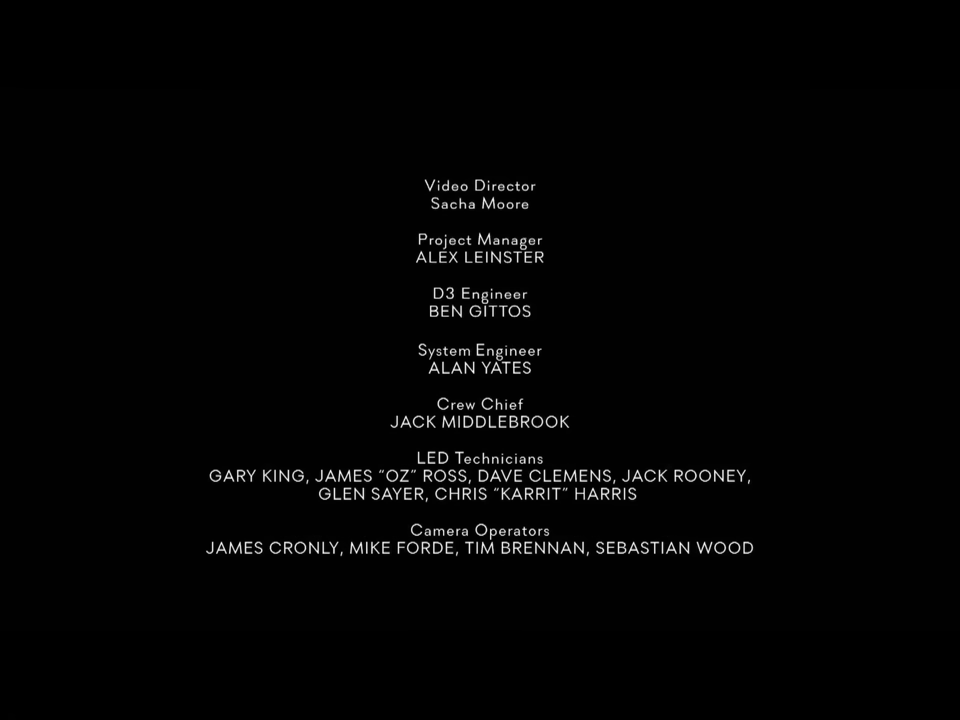 Video Director
Sacha Moore
Project Manager
ALEX LEINSTER
D3 Engineer
BEN GITTOS
System Engineer
ALAN YATES
Crew Chief
JACK MIDDLEBROOK
LED Technicians
GARY KING, JAMES “OZ” ROSS, DAVE CLEMENS, JACK ROONEY,
GLEN SAYER, CHRIS “KARRIT” HARRIS
Camera Operators
JAMES CRONLY, MIKE FORDE, TIM BRENNAN, SEBASTIAN WOOD